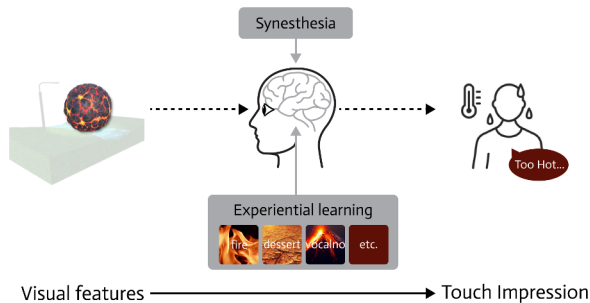 Synesthesia
Too Hot...
Experiential learning
fire dessert vocalno etc.
Visual features Touch Impression